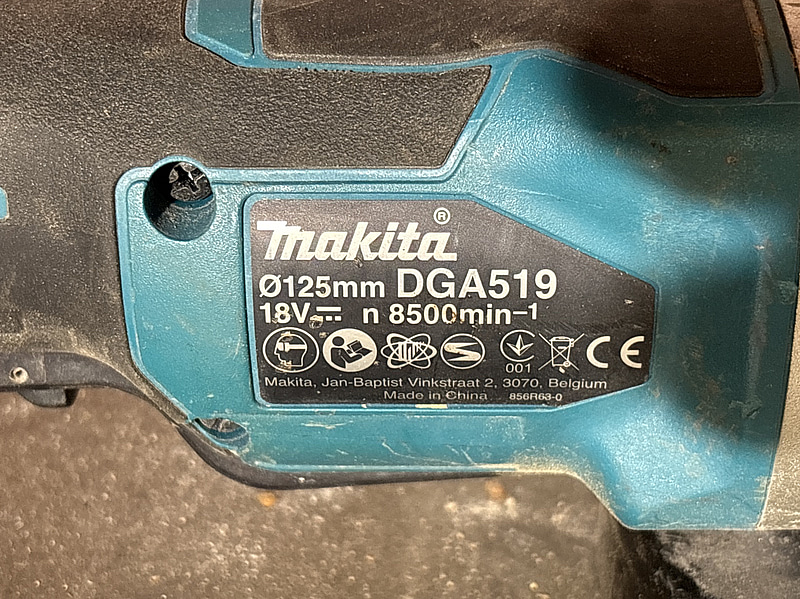 makita®
Ø125mm DGA519
18V⎓ n 8500min⁻¹
001 CE
Makita, Jan-Baptist Vinkstraat 2, 3070, Belgium
Made in China 856R63-0